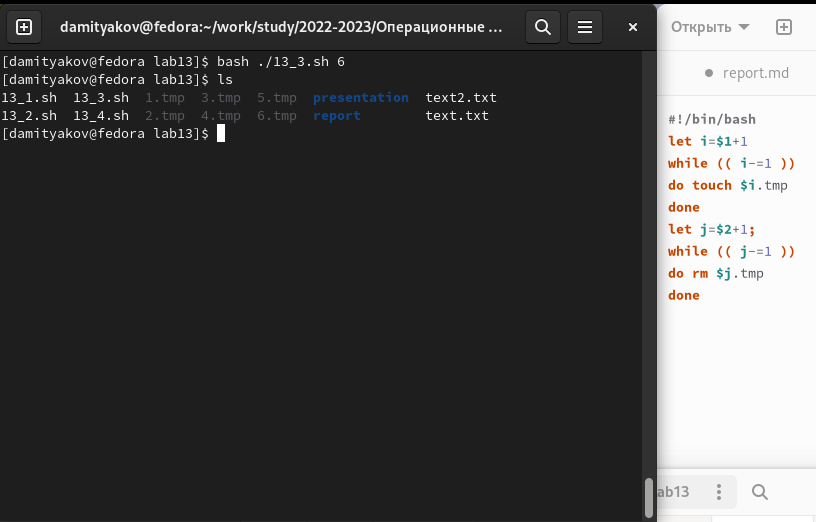 damityakov@fedora:~/work/study/2022-2023/Операционные ...
[damityakov@fedora lab13]$ bash ./13_3.sh 6
[damityakov@fedora lab13]$ ls
13_1.sh 13_3.sh 1.tmp 3.tmp 5.tmp presentation text2.txt
13_2.sh 13_4.sh 2.tmp 4.tmp 6.tmp report text.txt
[damityakov@fedora lab13]$
Открыть
report.md
#!/bin/bash
let i=$1+1
while (( i-=1 ))
do touch $i.tmp
done
let j=$2+1;
while (( j-=1 ))
do rm $j.tmp
done
ab13